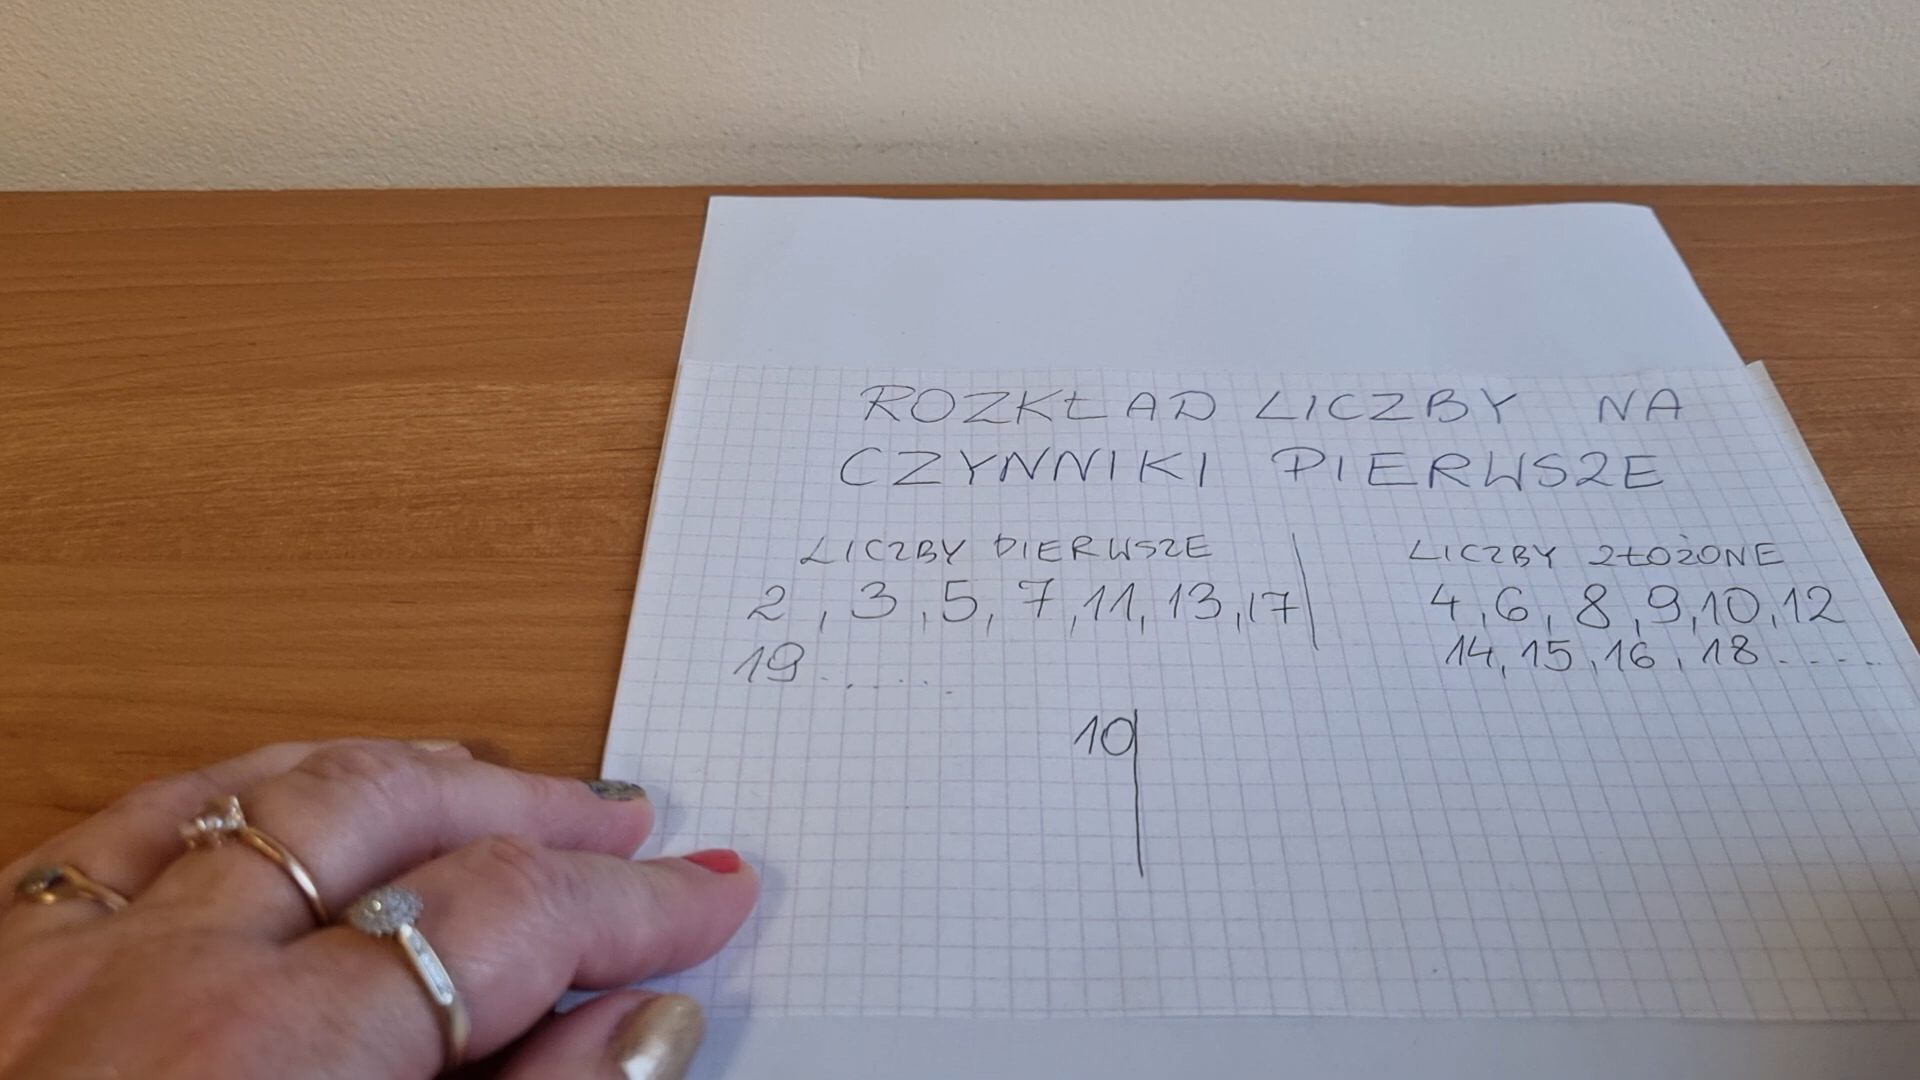 ROZKŁAD LICZBY NA
CZYNNIKI PIERWSZE
LICZBY PIERWSZE
2, 3, 5, 7, 11, 13, 17
19......
LICZBY ZŁOŻONE
4, 6, 8, 9, 10, 12
14, 15, 16, 18.....
10